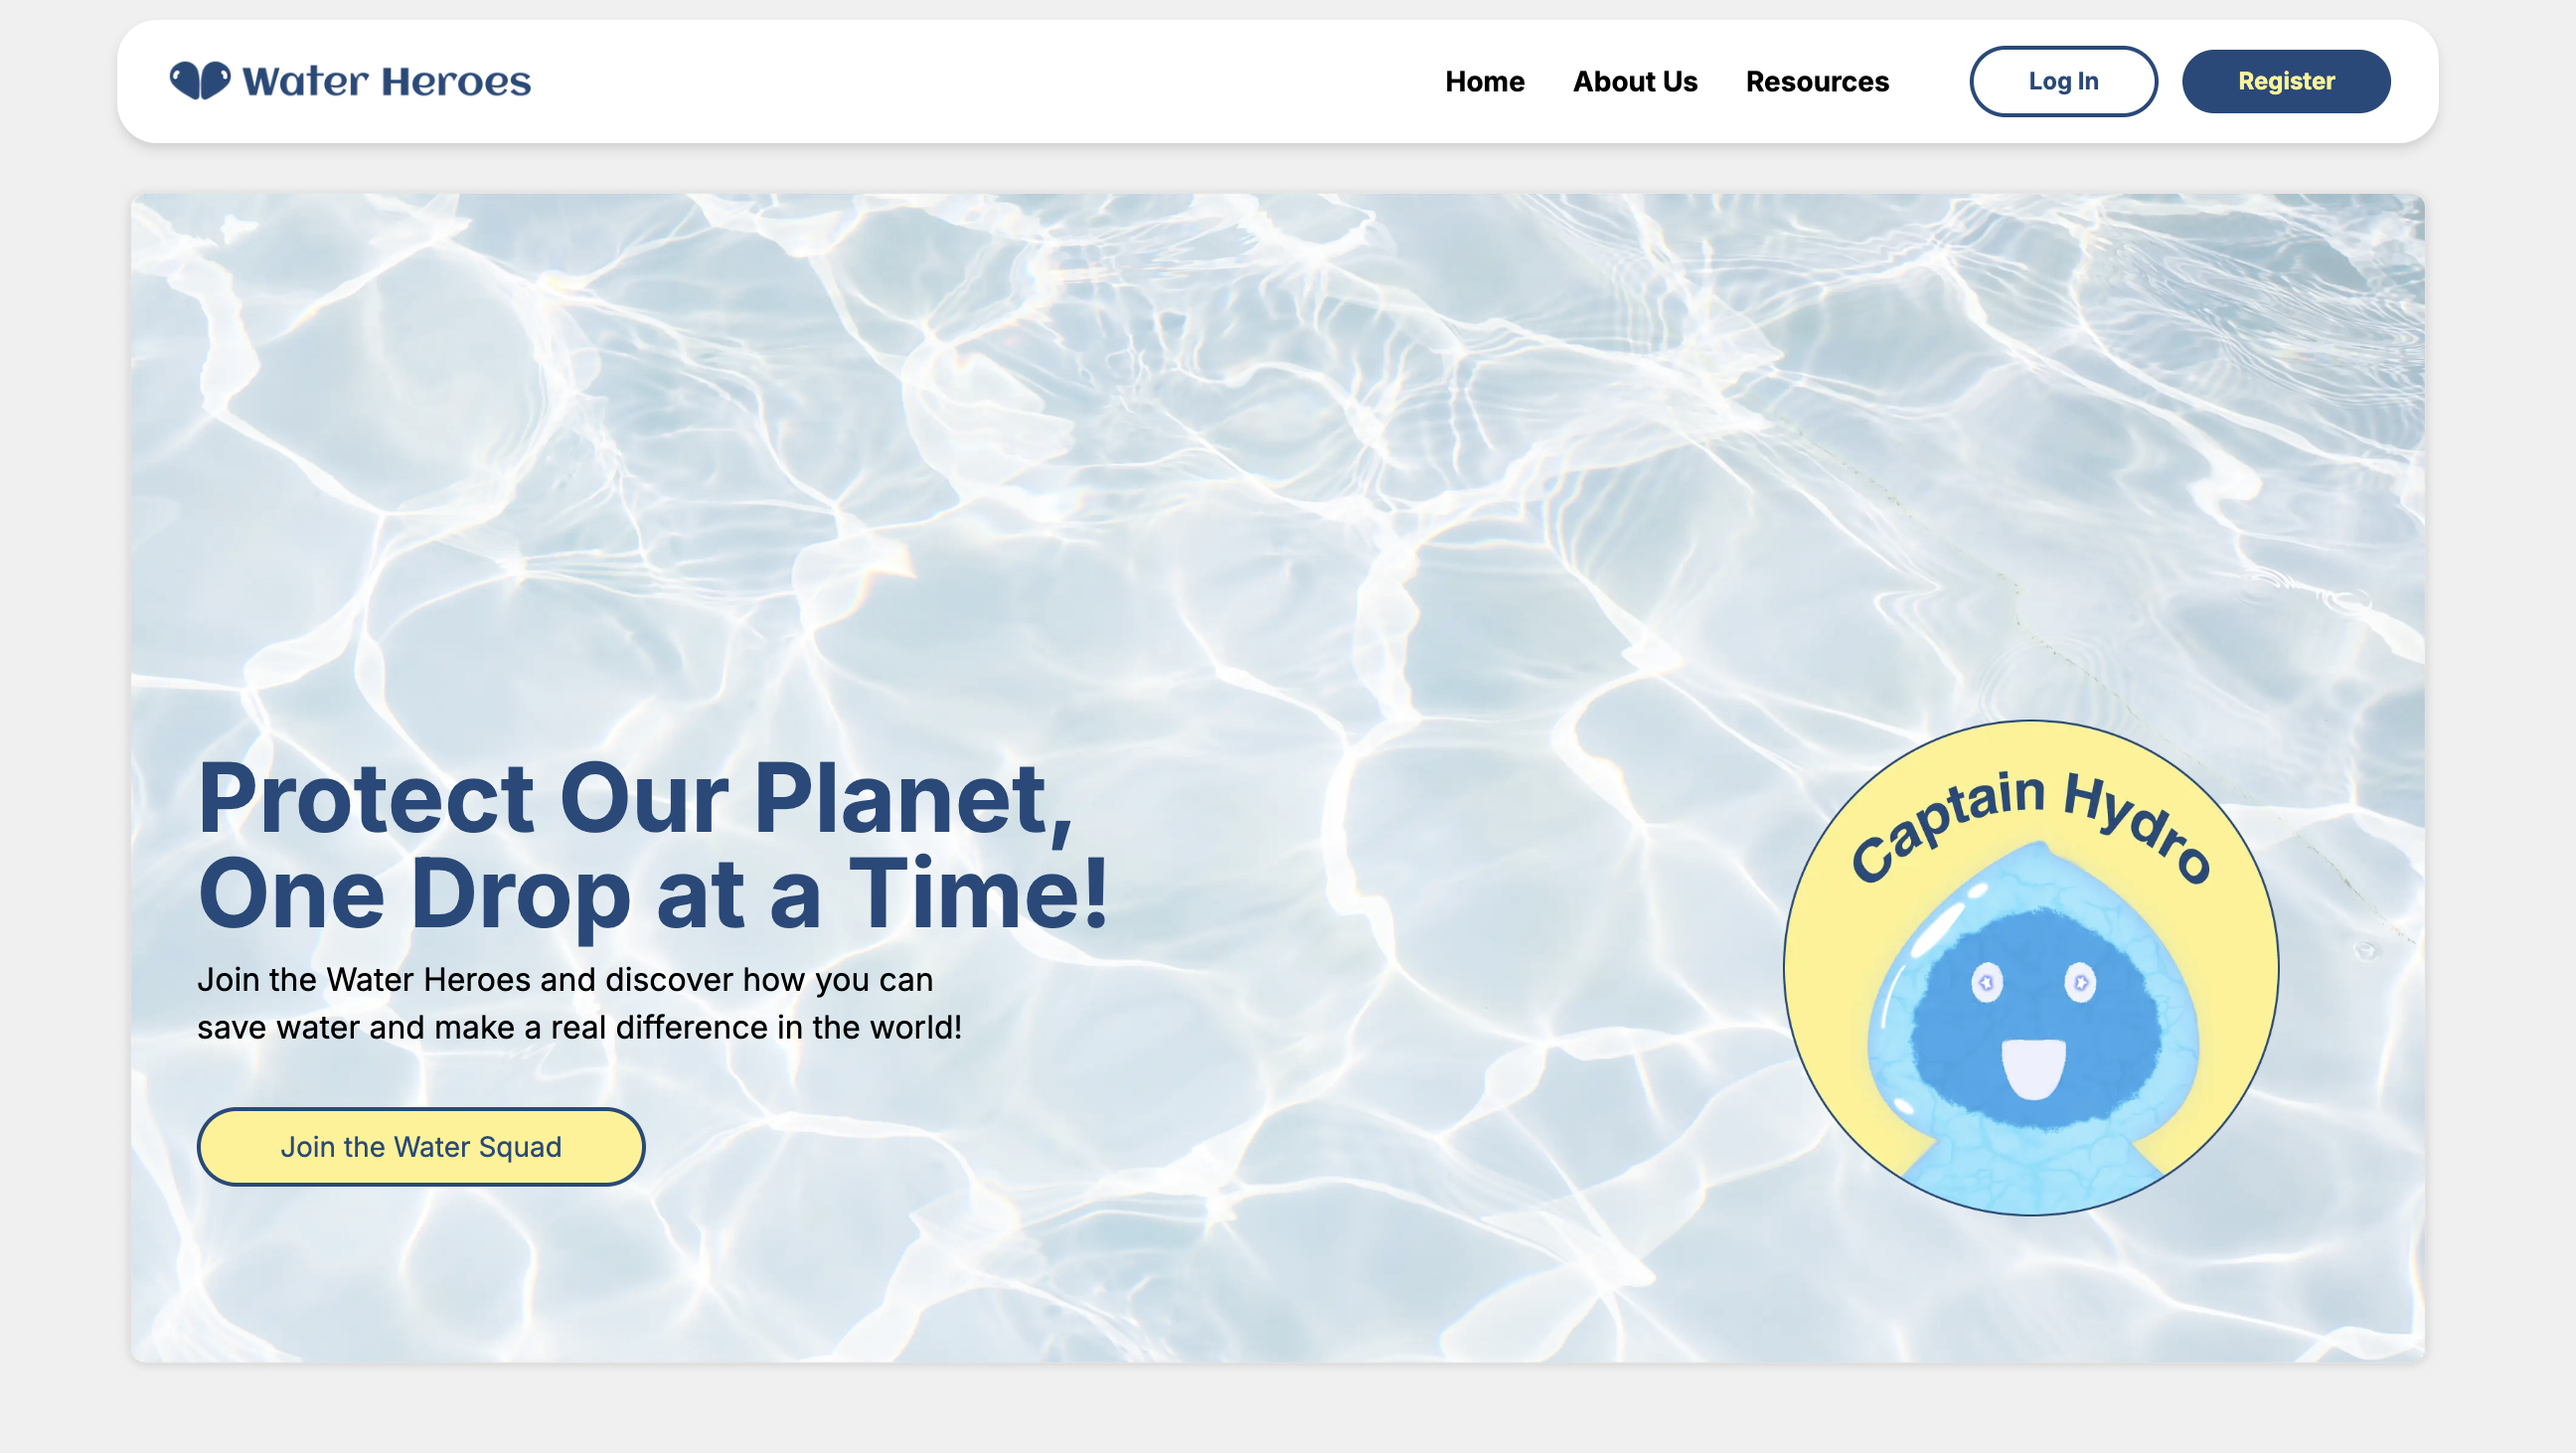 Water Heroes
Home
About Us
Resources
Log In
Register
Protect Our Planet,
One Drop at a Time!
Join the Water Heroes and discover how you can
save water and make a real difference in the world!
Join the Water Squad
Captain Hydro